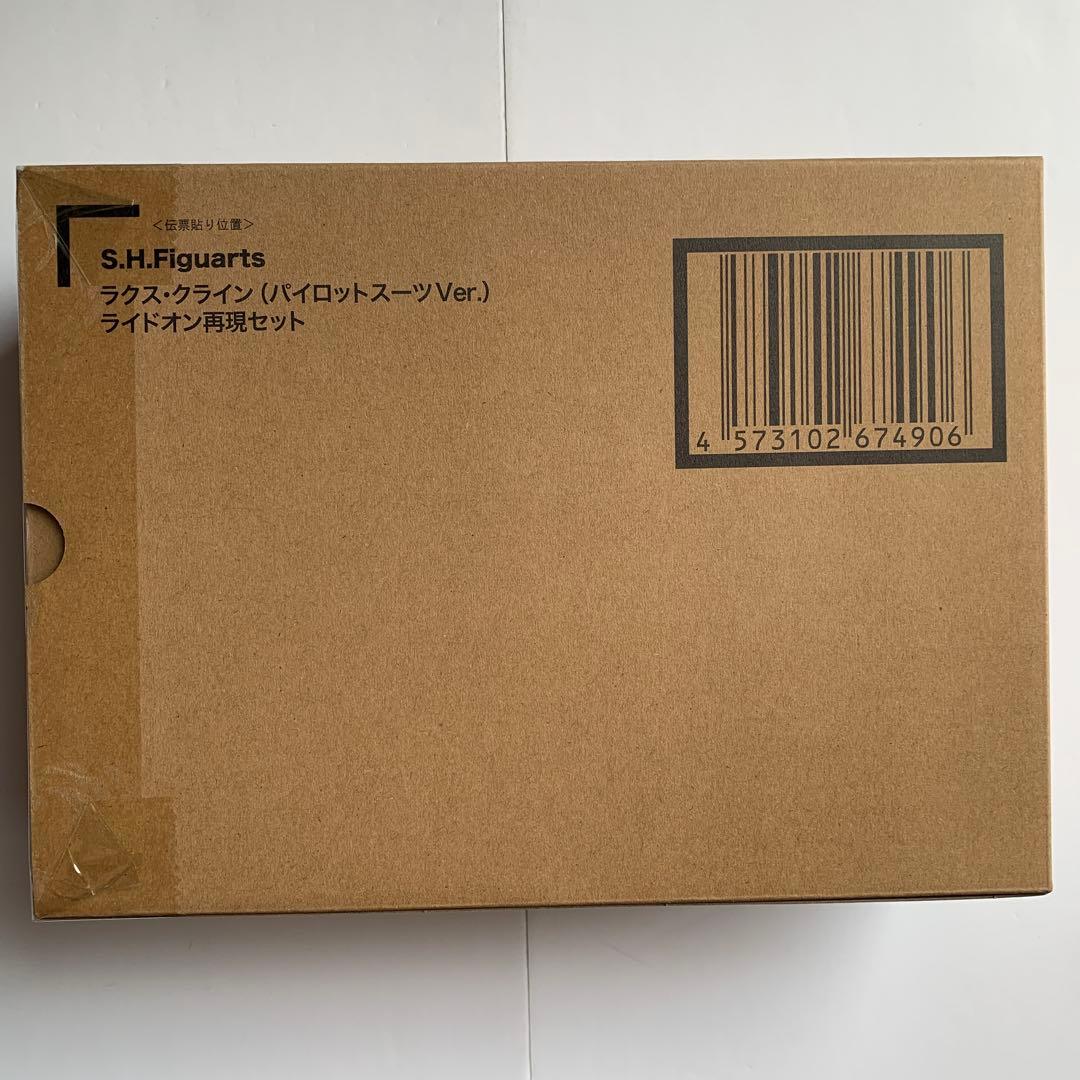 <伝票貼り位置>
S.H.Figuarts
ラクス・クライン(パイロットスーツVer.)
ライドオン再現セット
4 573102 674906